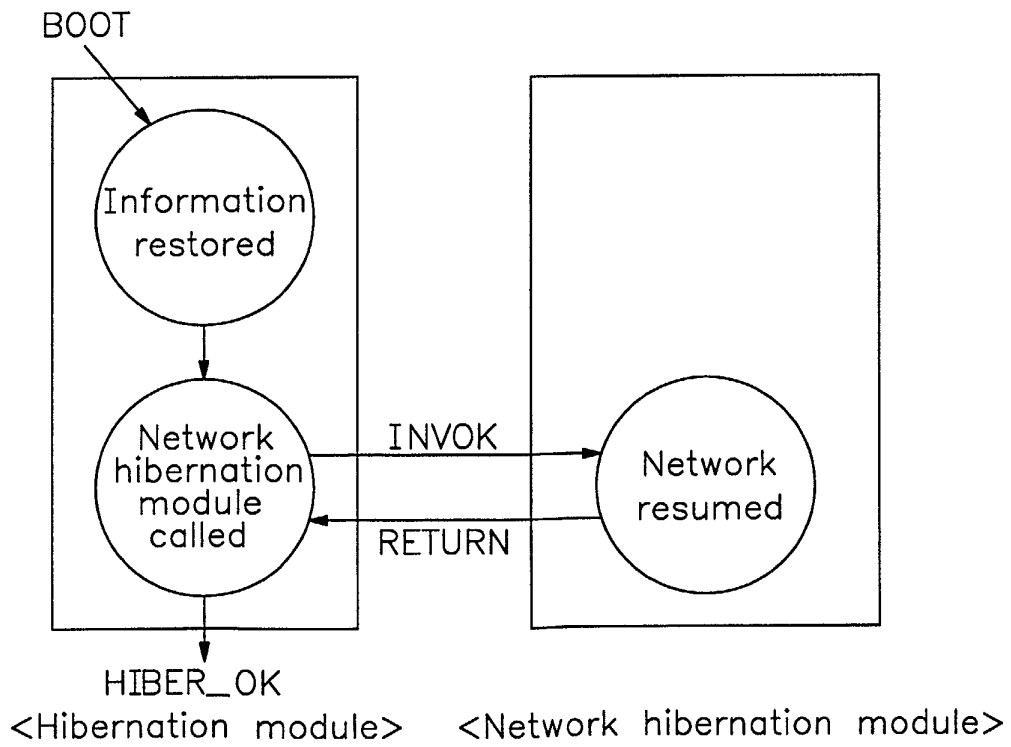 BOOT
Information
restored
Network
hibernation
module
called
INVOK
RETURN
Network
resumed
HIBER_OK
<Hibernation module>
<Network hibernation module>